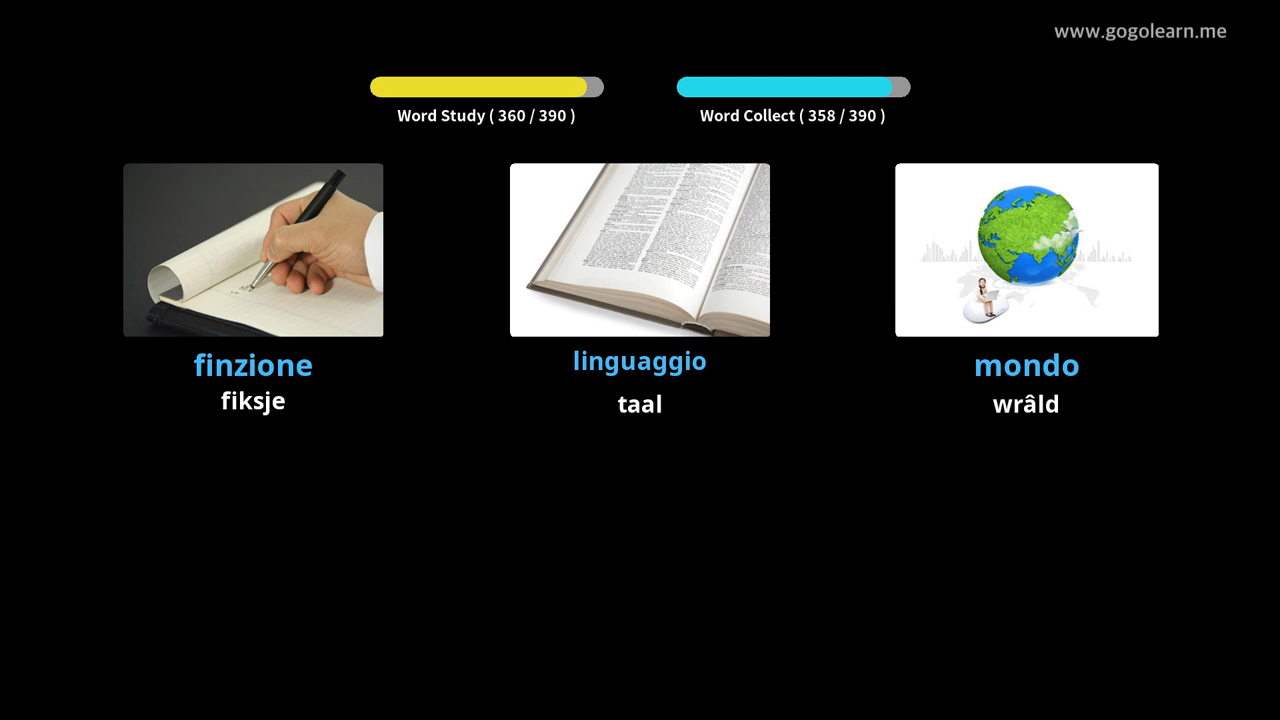 www.gogolearn.me
Word Study ( 360 / 390 )
Word Collect ( 358 / 390 )
finzione
fiksje
linguaggio
taal
mondo
wrâld